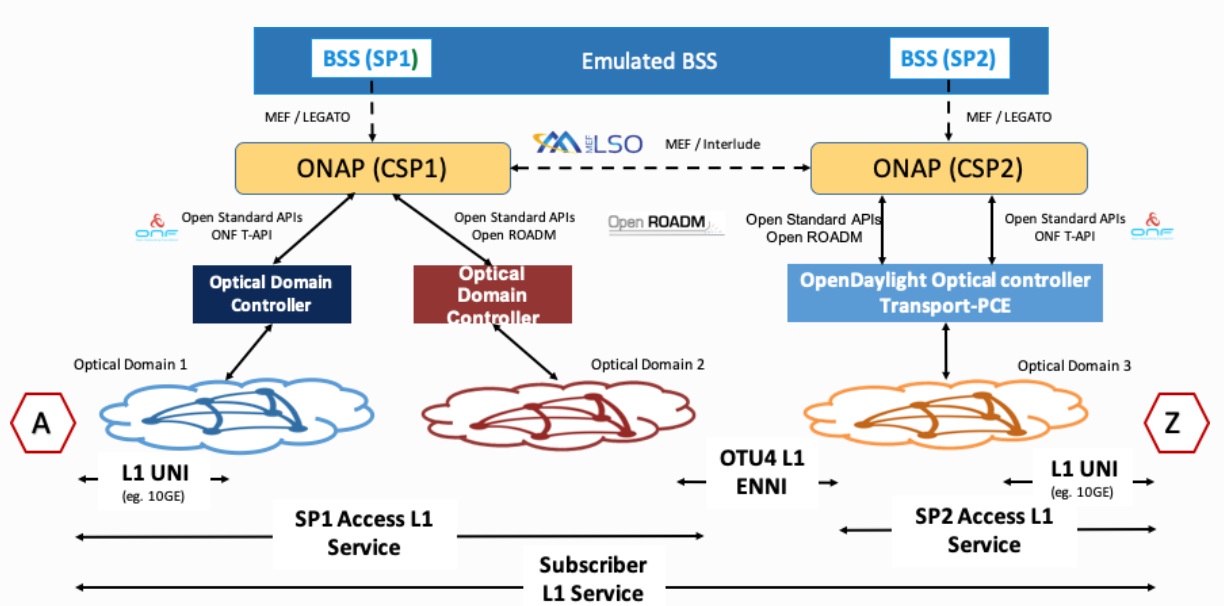 BSS (SP1)
Emulated BSS
BSS (SP2)
MEF / LEGATO
MEF / LEGATO
MEF LSO
MEF / Interlude
ONAP (CSP1)
ONAP (CSP2)
ONF
Open Standard APIs
ONF T-API
Open Standard APIs
Open ROADM
Open ROADM
Open Standard APIs
Open ROADM
Open Standard APIs
ONF T-API
ONF
Optical Domain
Controller
Optical
Domain
Controller
OpenDaylight Optical controller
Transport-PCE
Optical Domain 1
Optical Domain 2
Optical Domain 3
A
Z
L1 UNI
(eg. 10GE)
OTU4 L1
ENNI
L1 UNI
(eg. 10GE)
SP1 Access L1
Service
SP2 Access L1
Service
Subscriber
L1 Service